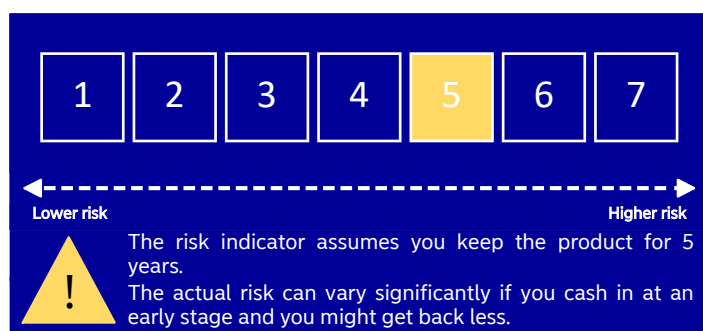 1 2 3 4 5 6 7
Lower risk Higher risk
The risk indicator assumes you keep the product for 5
years.
! The actual risk can vary significantly if you cash in at an
early stage and you might get back less.